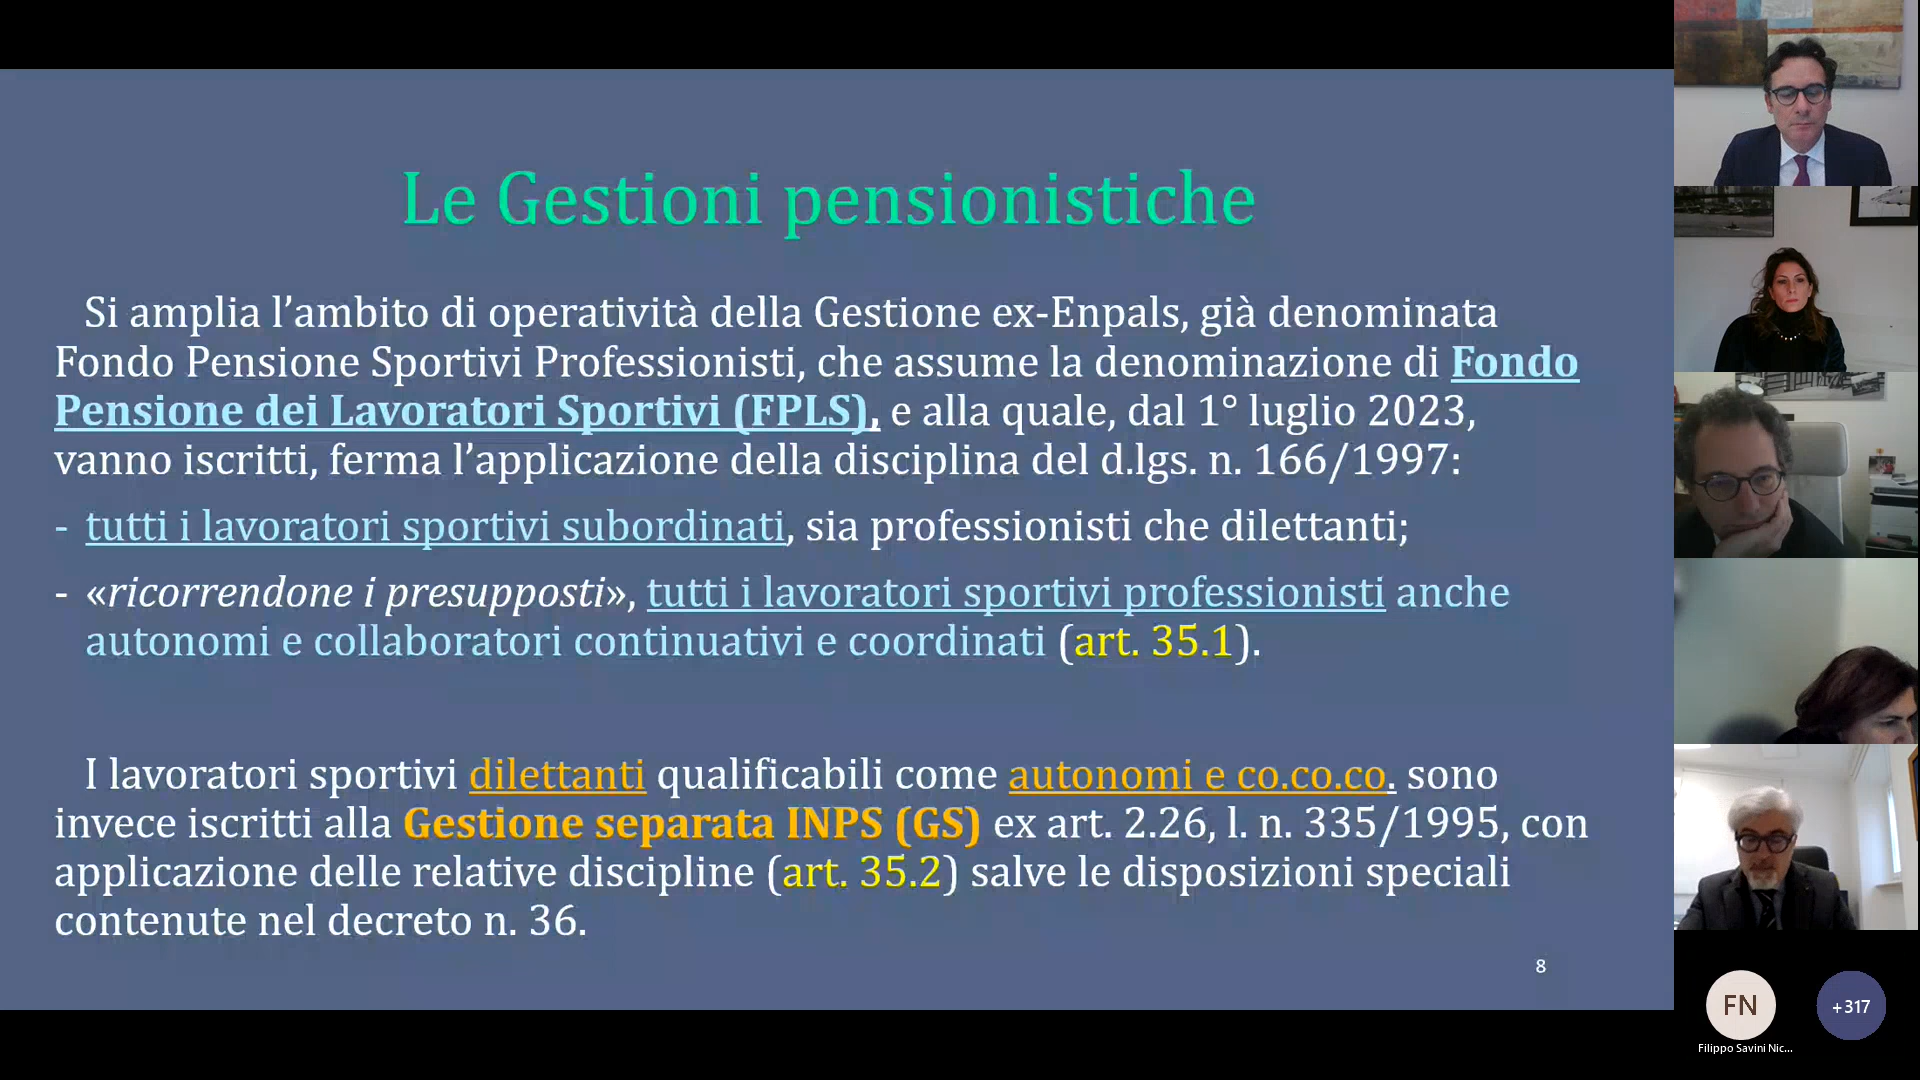 Le Gestioni pensionistiche
Si amplia l’ambito di operatività della Gestione ex-Enpals, già denominata
Fondo Pensione Sportivi Professionisti, che assume la denominazione di Fondo
Pensione dei Lavoratori Sportivi (FPLS), e alla quale, dal 1° luglio 2023,
vanno iscritti, ferma l’applicazione della disciplina del d.lgs. n. 166/1997:
- tutti i lavoratori sportivi subordinati, sia professionisti che dilettanti;
- «ricorrendone i presupposti», tutti i lavoratori sportivi professionisti anche
autonomi e collaboratori continuativi e coordinati (art. 35.1).
I lavoratori sportivi dilettanti qualificabili come autonomi e co.co.co. sono
invece iscritti alla Gestione separata INPS (GS) ex art. 2.26, l. n. 335/1995, con
applicazione delle relative discipline (art. 35.2) salve le disposizioni speciali
contenute nel decreto n. 36.
8
FN
+317
Filippo Savini Nic...